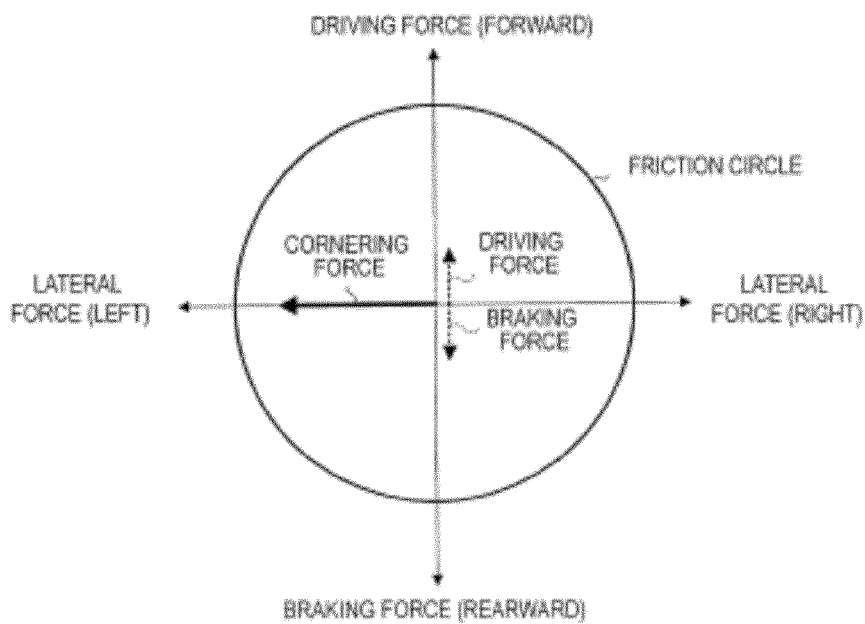 DRIVING FORCE (FORWARD)
FRICTION CIRCLE
CORNERING
FORCE
DRIVING
FORCE
LATERAL
FORCE (LEFT)
LATERAL
FORCE (RIGHT)
BRAKING
FORCE
BRAKING FORCE (REARWARD)